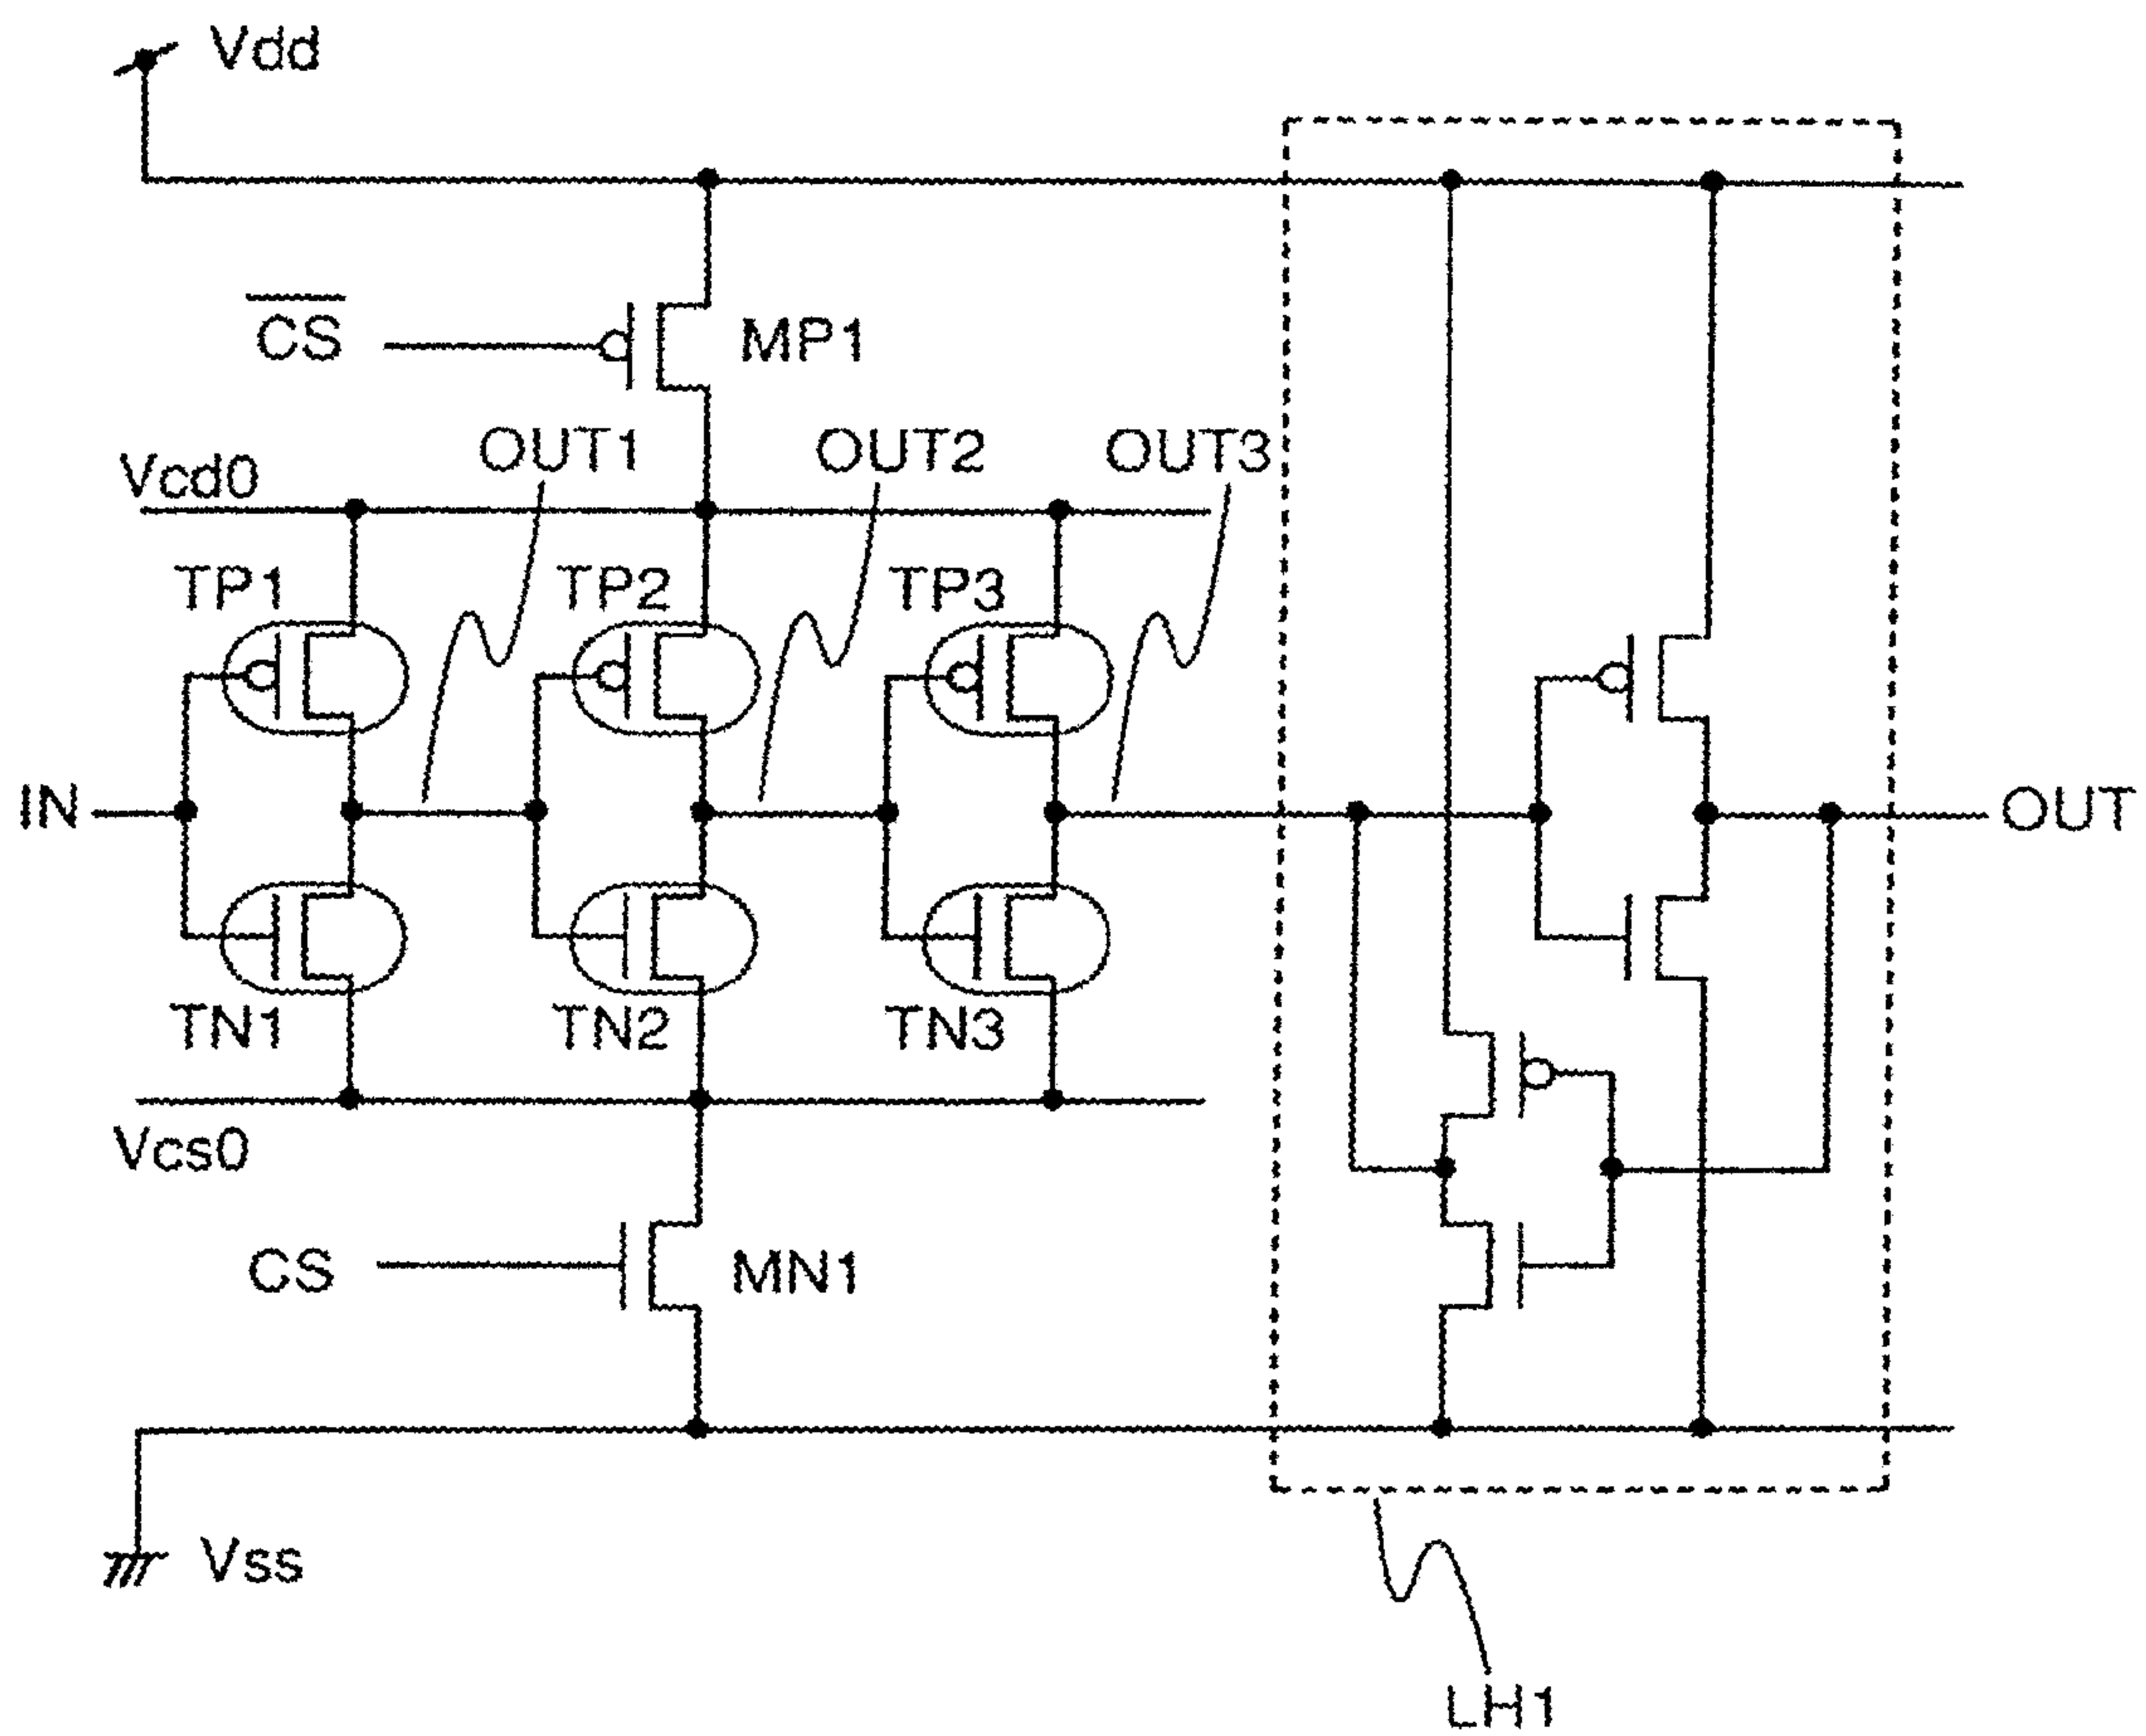 Vdd
C̅S̅
MP1
OUT1
OUT2
OUT3
Vcd0
TP1
TP2
TP3
IN
OUT
TN1
TN2
TN3
Vcs0
CS
MN1
Vss
LH1